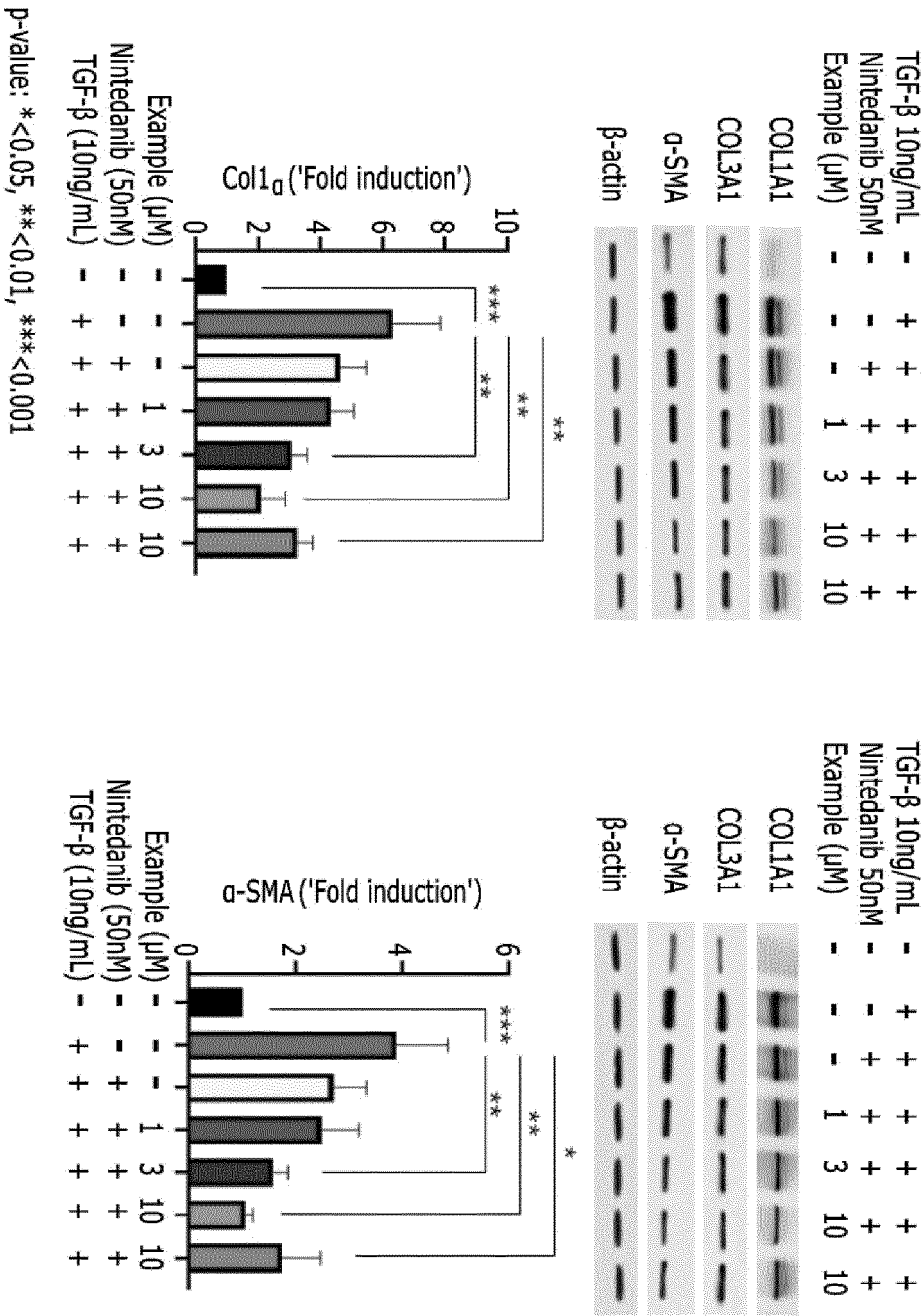 TGF-β 10ng/mL - + + + + + +
Nintedanib 50nM - - + + + + +
Example (µM) - - - 1 3 10 10
COL1A1
COL3A1
α-SMA
β-actin
Col1α ('Fold induction')
10
8
6
4
2
0
***
**
**
**
Example (µM) - - - 1 3 10 10
Nintedanib (50nM) - - + + + + +
TGF-β (10ng/mL) - + + + + + +
p-value: *<0.05, **<0.01, ***<0.001
TGF-β 10ng/mL - + + + + + +
Nintedanib 50nM - - + + + + +
Example (µM) - - - 1 3 10 10
COL1A1
COL3A1
α-SMA
β-actin
α-SMA ('Fold induction')
6
4
2
0
***
**
**
*
Example (µM) - - - 1 3 10 10
Nintedanib (50nM) - - + + + + +
TGF-β (10ng/mL) - + + + + + +